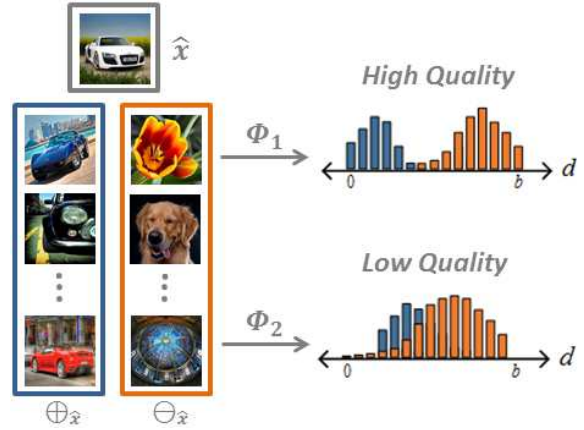 x̂
High Quality
Φ₁
0 b d
Low Quality
Φ₂
0 b d
⊕x̂ ⊖x̂